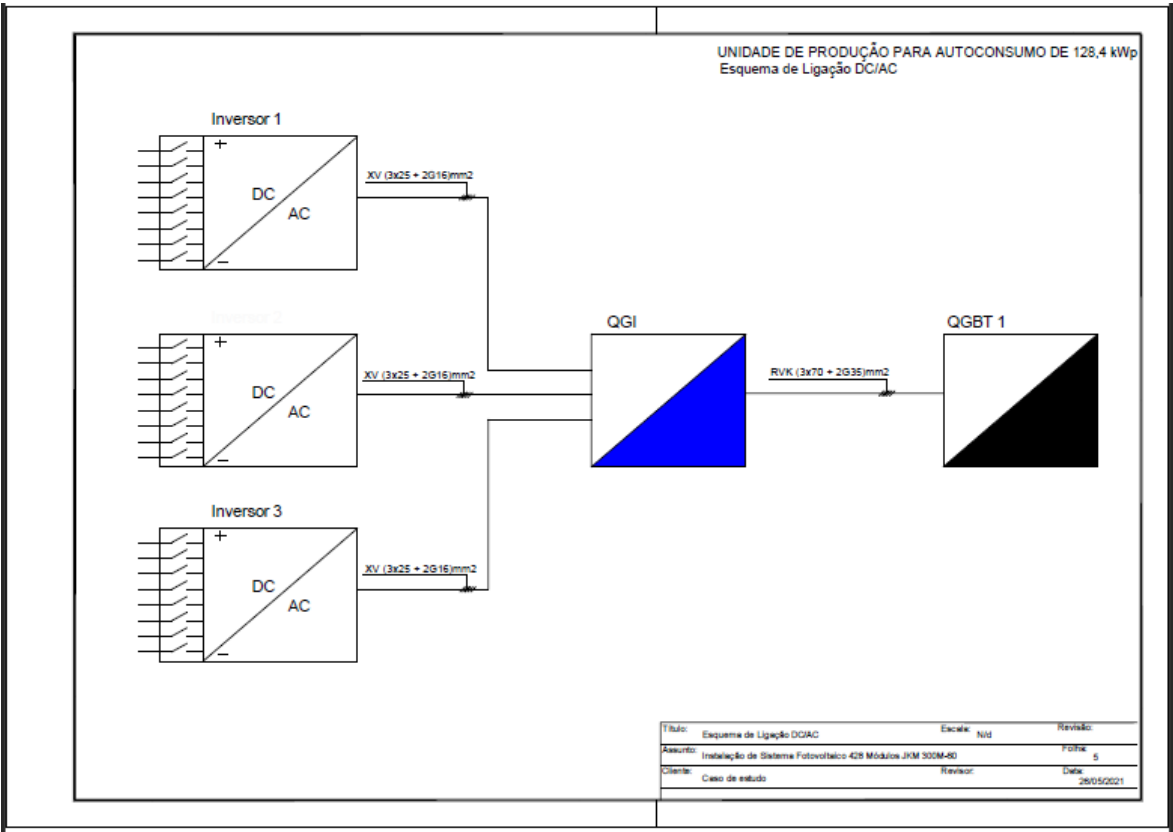 UNIDADE DE PRODUÇÃO PARA AUTOCONSUMO DE 128,4 kWp
Esquema de Ligação DC/AC
Inversor 1
+
DC
AC
–
XV (3x25 + 2G16)mm2
Inversor 2
+
DC
AC
–
XV (3x25 + 2G16)mm2
QGI
RVK (3x70 + 2G35)mm2
QGBT 1
Inversor 3
+
DC
AC
–
XV (3x25 + 2G16)mm2
Título: Esquema de Ligação DC/AC Escala: N/d Revisão:
Assunto: Instalação de Sistema Fotovoltaico 428 Módulos JKM 300M-60 Folha: 5
Cliente: Caso de estudo Revisor: Data: 28/05/2021